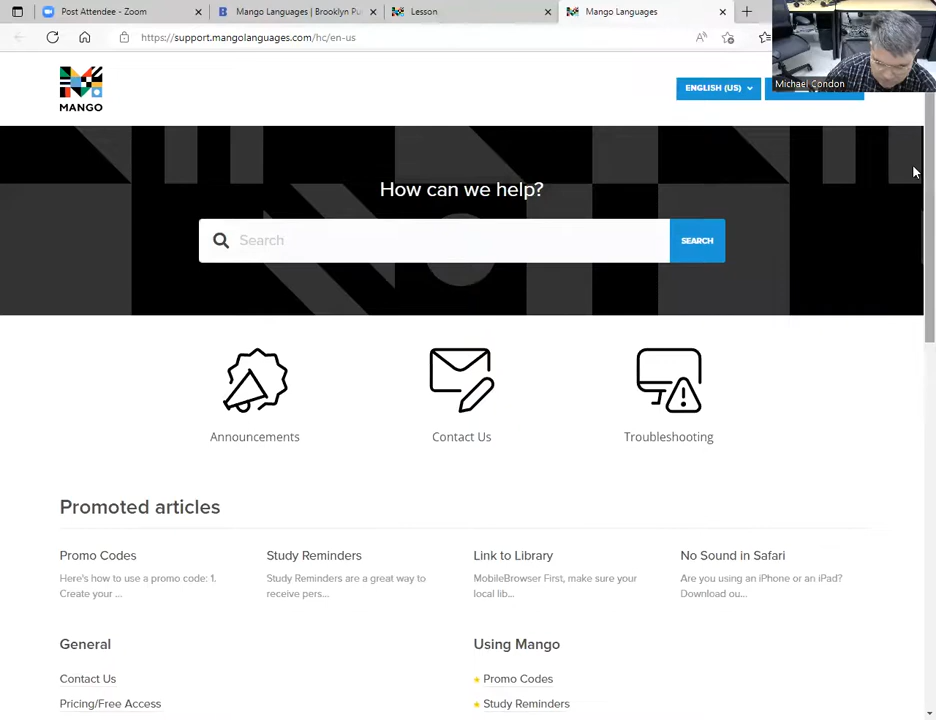 Post Attendee - Zoom
Mango Languages | Brooklyn Pu
Lesson
Mango Languages
https://support.mangolanguages.com/hc/en-us
Michael Condon
MANGO
ENGLISH (US)
How can we help?
Search
SEARCH
Announcements
Contact Us
Troubleshooting
Promoted articles
Promo Codes
Study Reminders
Link to Library
No Sound in Safari
Here's how to use a promo code: 1.
Create your ...
Study Reminders are a great way to
receive pers...
MobileBrowser First, make sure your
local lib...
Are you using an iPhone or an iPad?
Download ou...
General
Using Mango
Contact Us
Promo Codes
Pricing/Free Access
Study Reminders